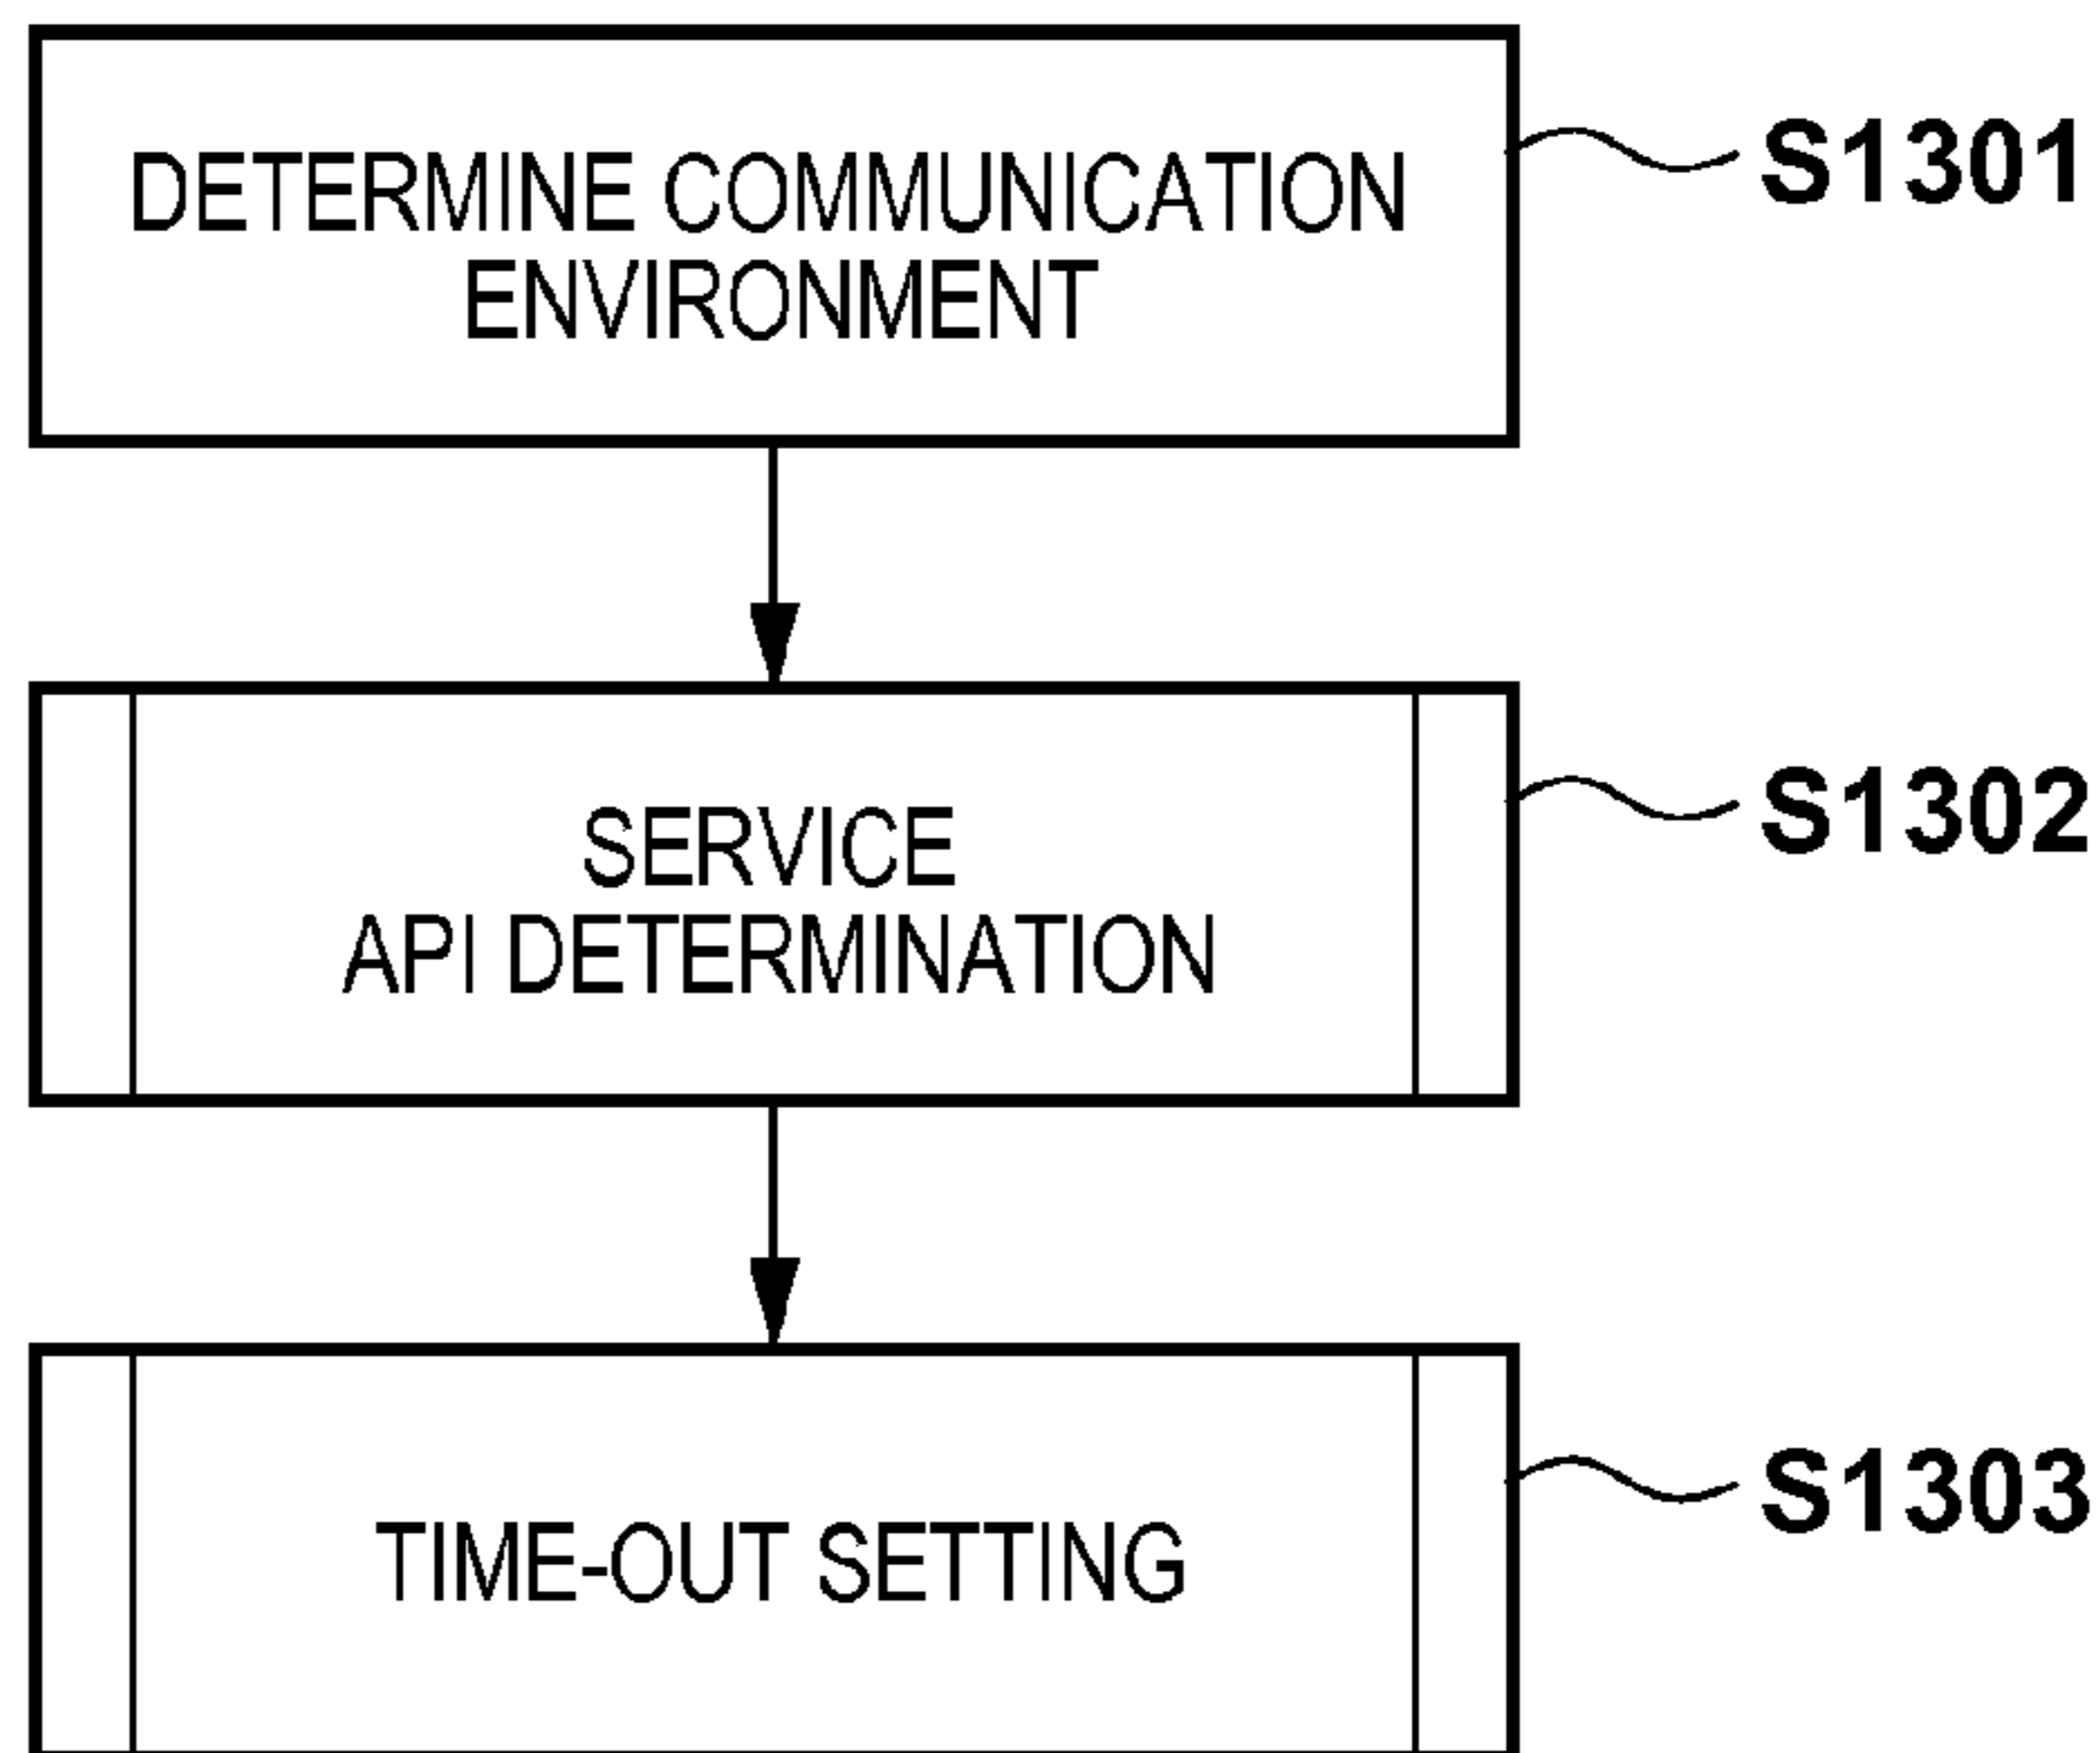 DETERMINE COMMUNICATION
ENVIRONMENT
S1301
SERVICE
API DETERMINATION
S1302
TIME-OUT SETTING
S1303